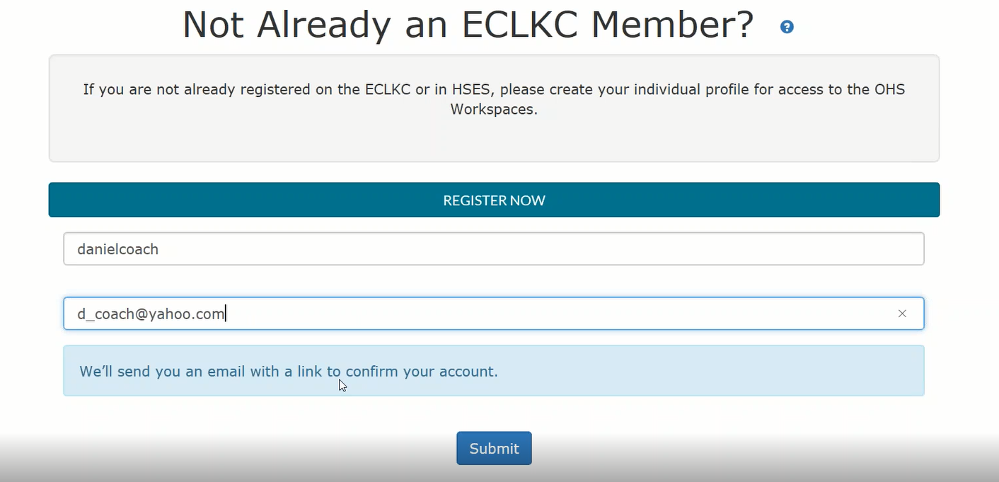 Not Already an ECLKC Member? ?
If you are not already registered on the ECLKC or in HSES, please create your individual profile for access to the OHS
Workspaces.
REGISTER NOW
danielcoach
d_coach@yahoo.com
We’ll send you an email with a link to confirm your account.
Submit